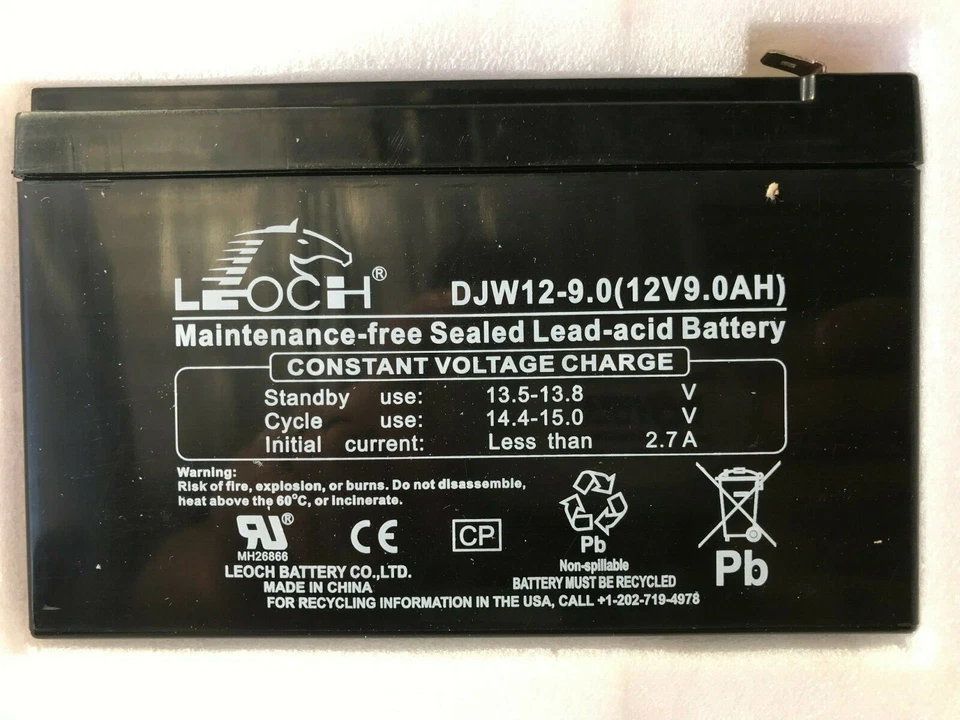 LEOCH®
DJW12-9.0(12V9.0AH)
Maintenance-free Sealed Lead-acid Battery
CONSTANT VOLTAGE CHARGE
Standby use: 13.5-13.8 V
Cycle use: 14.4-15.0 V
Initial current: Less than 2.7A
Warning:
Risk of fire, explosion, or burns. Do not disassemble,
heat above the 60°C, or incinerate.
RU®
MH26866
CE
CP
Pb
Non-spillable
BATTERY MUST BE RECYCLED
Pb
LEOCH BATTERY CO.,LTD.
MADE IN CHINA
FOR RECYCLING INFORMATION IN THE USA, CALL +1-202-719-4978